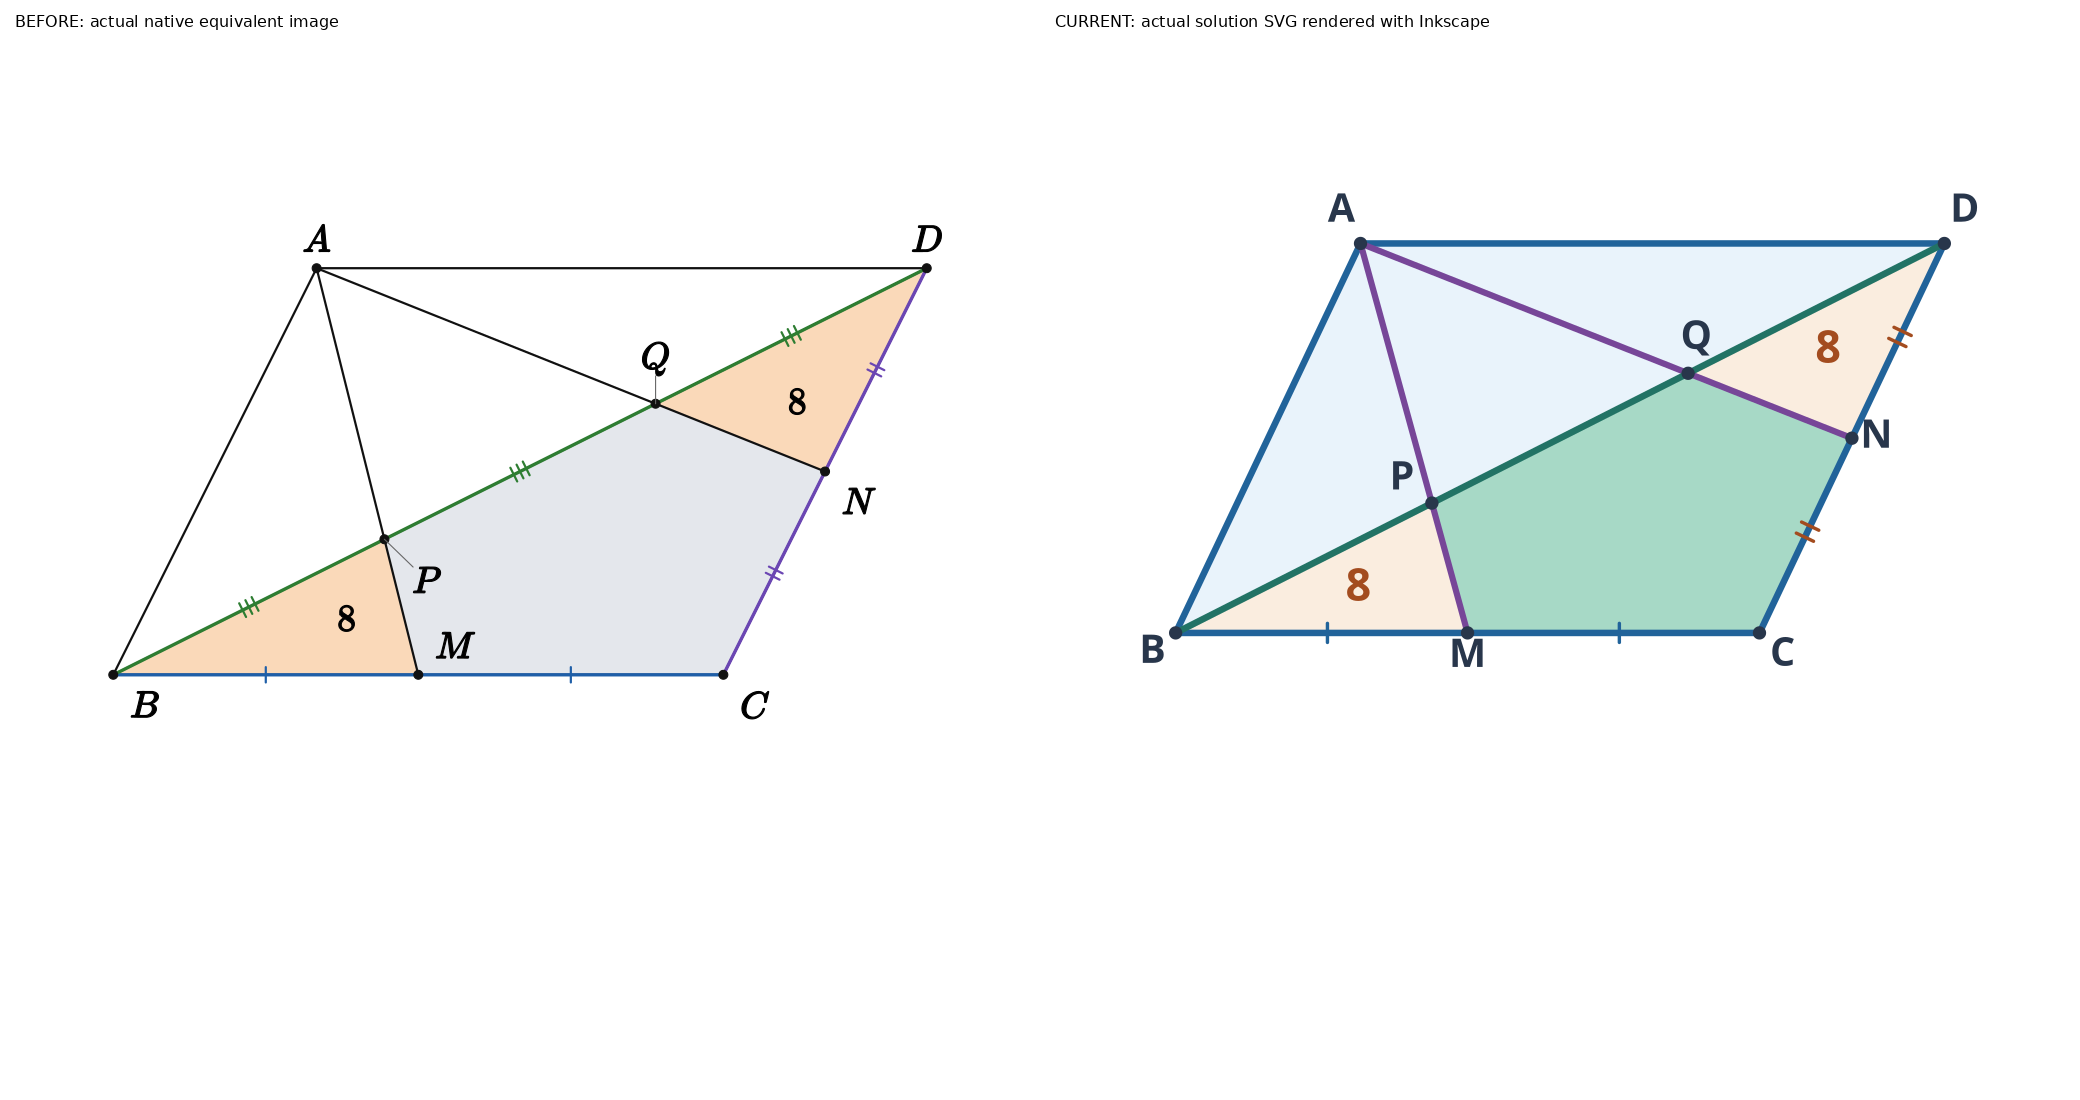 BEFORE: actual native equivalent image
A
D
Q
8
N
P
8
M
B
C
CURRENT: actual solution SVG rendered with Inkscape
A
D
Q
8
N
P
8
B
M
C